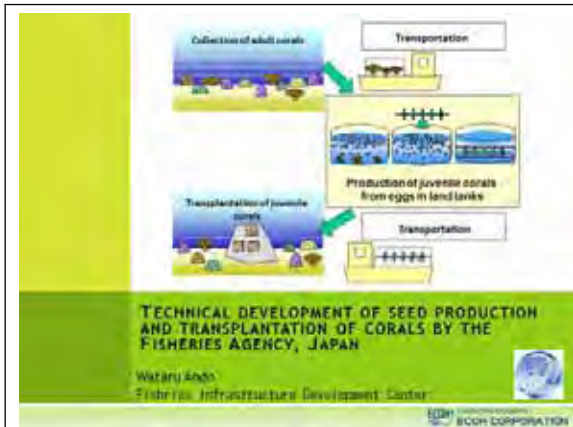 Collection of adult corals
Transportation
Production of juvenile corals
from eggs in land tanks
Transplantation of juvenile
corals
Transportation
TECHNICAL DEVELOPMENT OF SEED PRODUCTION
AND TRANSPLANTATION OF CORALS BY THE
FISHERIES AGENCY, JAPAN
Wataru Ando
Fisheries Infrastructure Development Center
ECOH CORPORATION